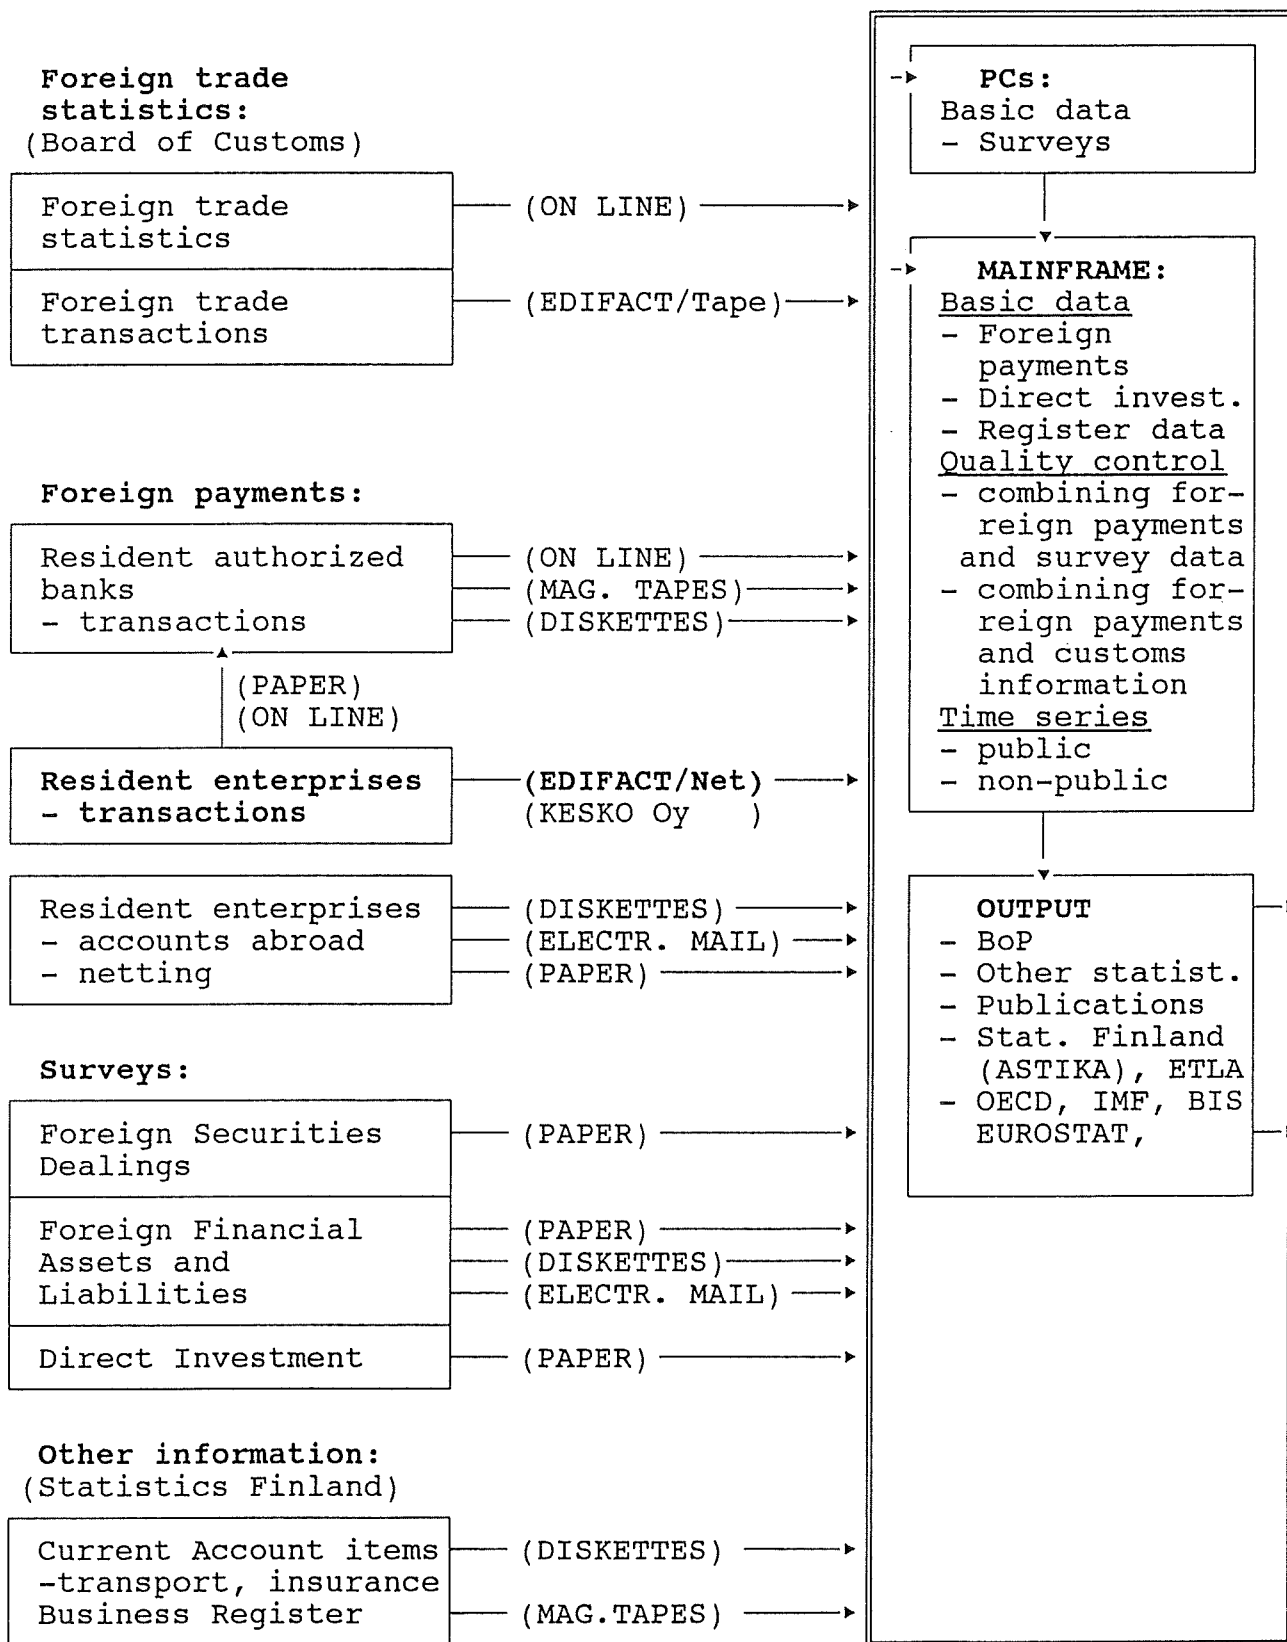 Foreign trade
statistics:
(Board of Customs)
Foreign trade
statistics
(ON LINE)
Foreign trade
transactions
(EDIFACT/Tape)
Foreign payments:
Resident authorized
banks
- transactions
(ON LINE)
(MAG. TAPES)
(DISKETTES)
(PAPER)
(ON LINE)
Resident enterprises
- transactions
(EDIFACT/Net)
(KESKO Oy )
Resident enterprises
- accounts abroad
- netting
(DISKETTES)
(ELECTR. MAIL)
(PAPER)
Surveys:
Foreign Securities
Dealings
(PAPER)
Foreign Financial
Assets and
Liabilities
(PAPER)
(DISKETTES)
(ELECTR. MAIL)
Direct Investment
(PAPER)
Other information:
(Statistics Finland)
Current Account items
-transport, insurance
Business Register
(DISKETTES)
(MAG.TAPES)
PCs:
Basic data
- Surveys
MAINFRAME:
Basic data
- Foreign
payments
- Direct invest.
- Register data
Quality control
- combining for-
reign payments
and survey data
- combining for-
reign payments
and customs
information
Time series
- public
- non-public
OUTPUT
- BoP
- Other statist.
- Publications
- Stat. Finland
(ASTIKA), ETLA
- OECD, IMF, BIS
EUROSTAT,